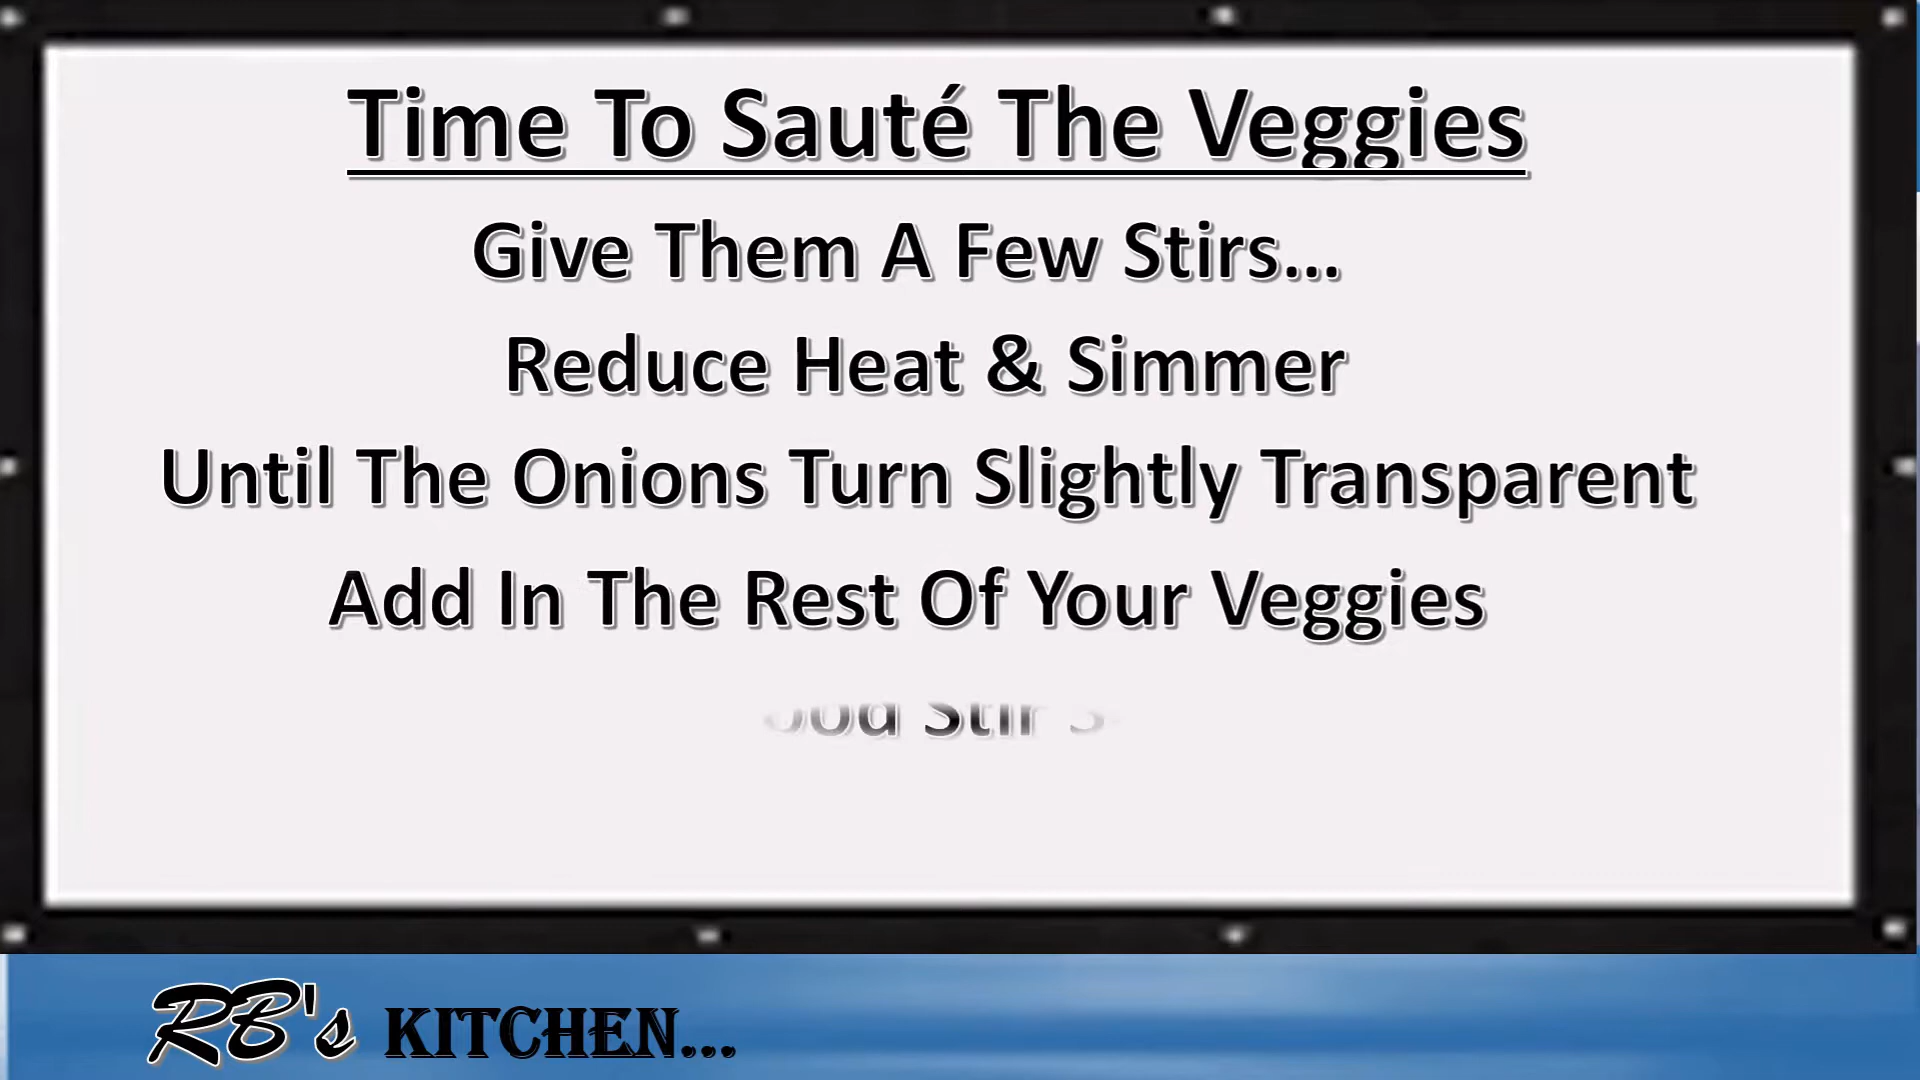 Time To Sauté The Veggies
Give Them A Few Stirs...
Reduce Heat & Simmer
Until The Onions Turn Slightly Transparent
Add In The Rest Of Your Veggies
Stir
RB's KITCHEN...